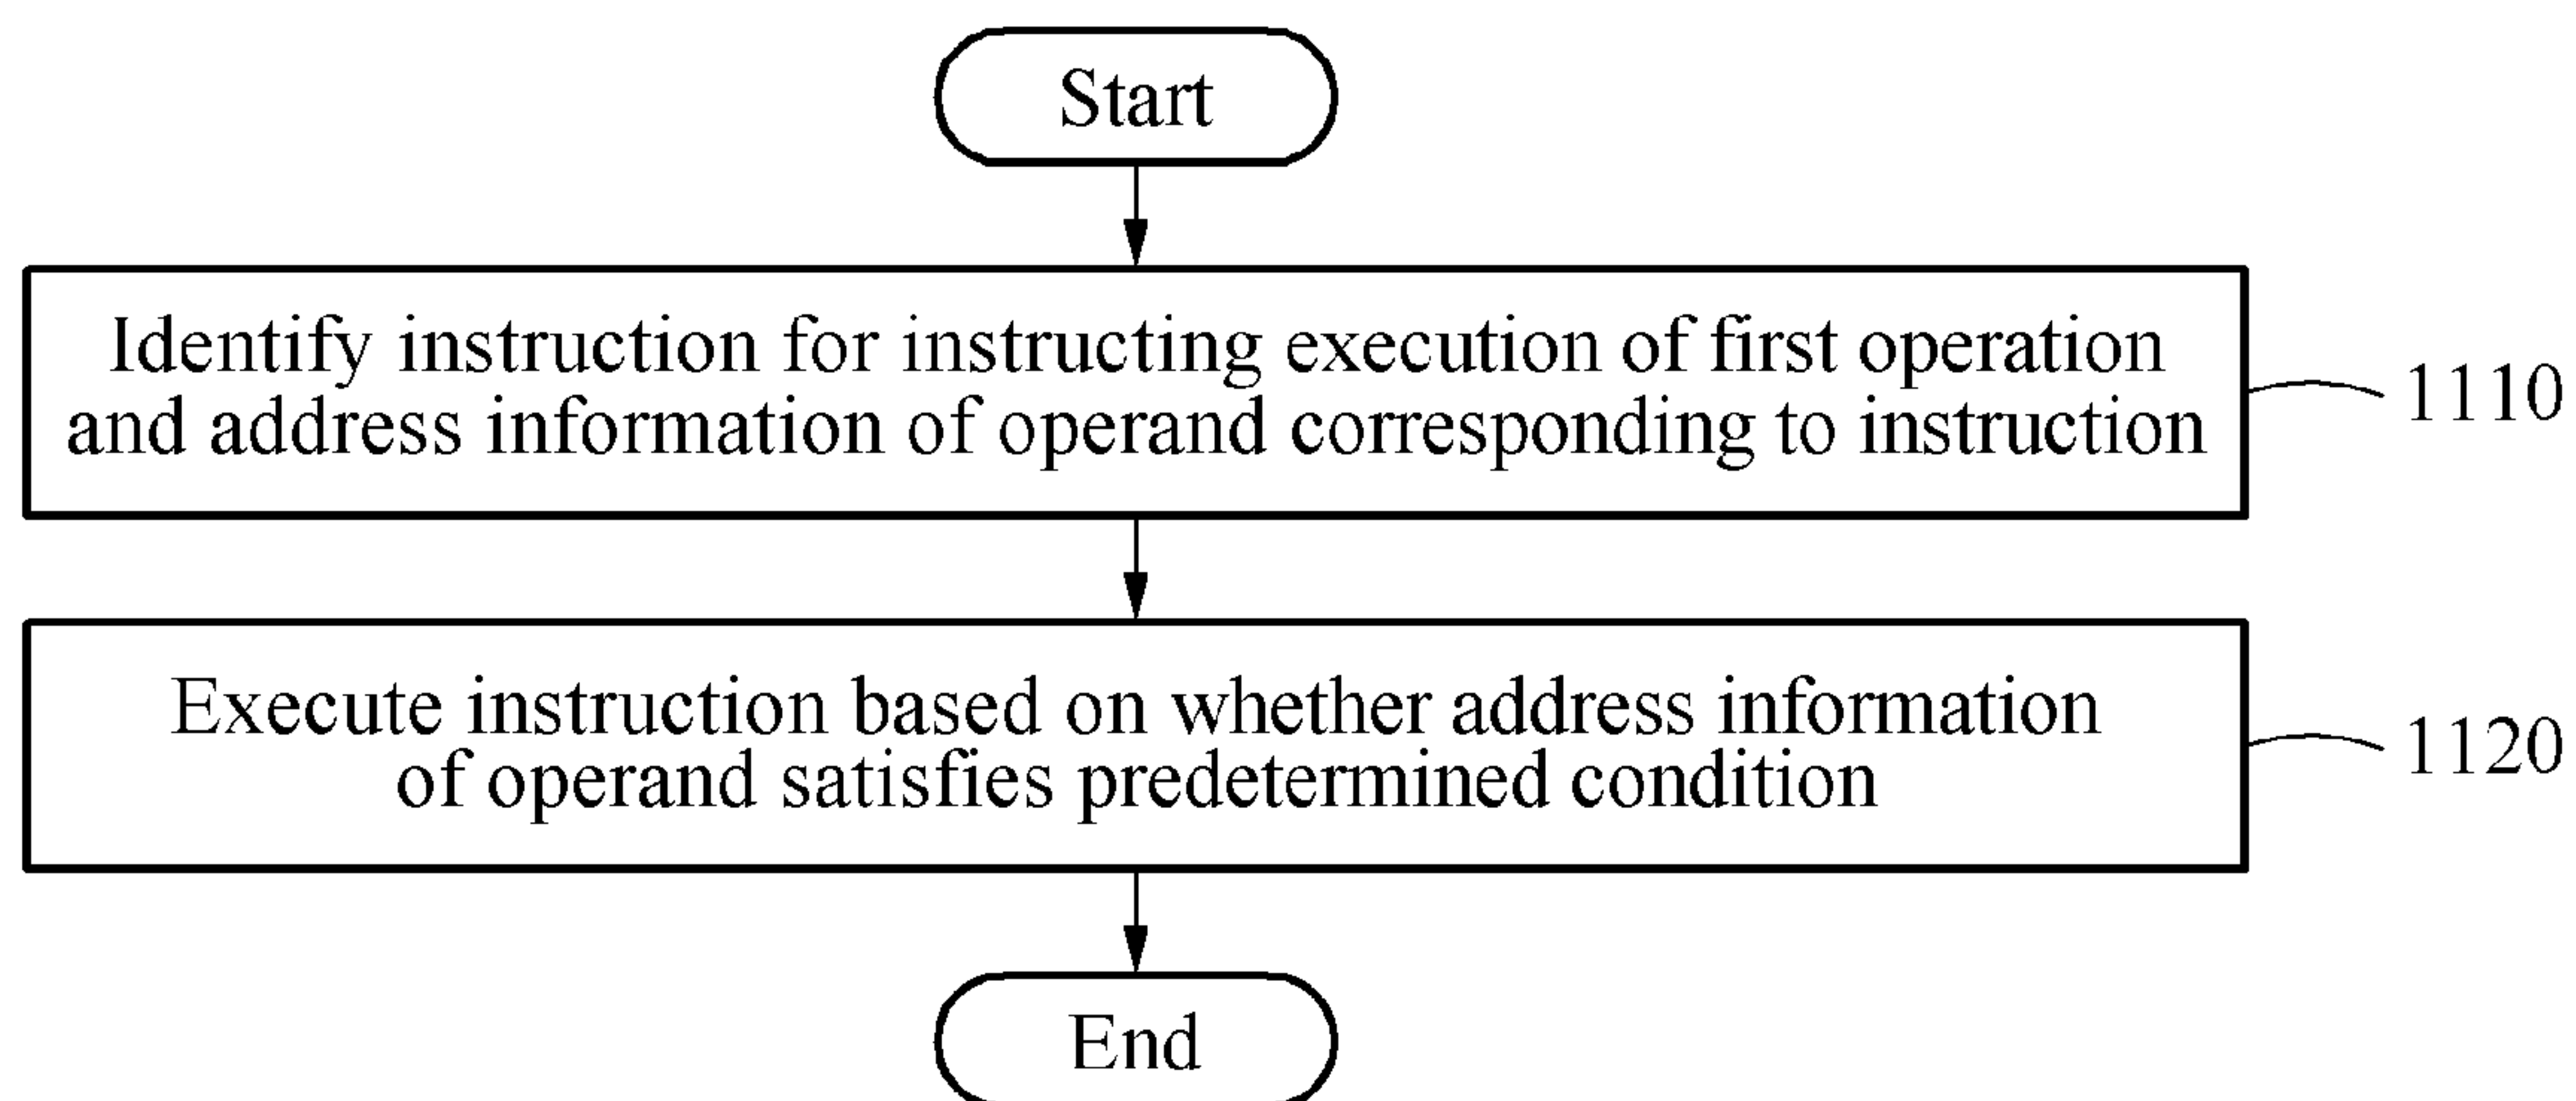 Start
Identify instruction for instructing execution of first operation
and address information of operand corresponding to instruction
1110
Execute instruction based on whether address information
of operand satisfies predetermined condition
1120
End